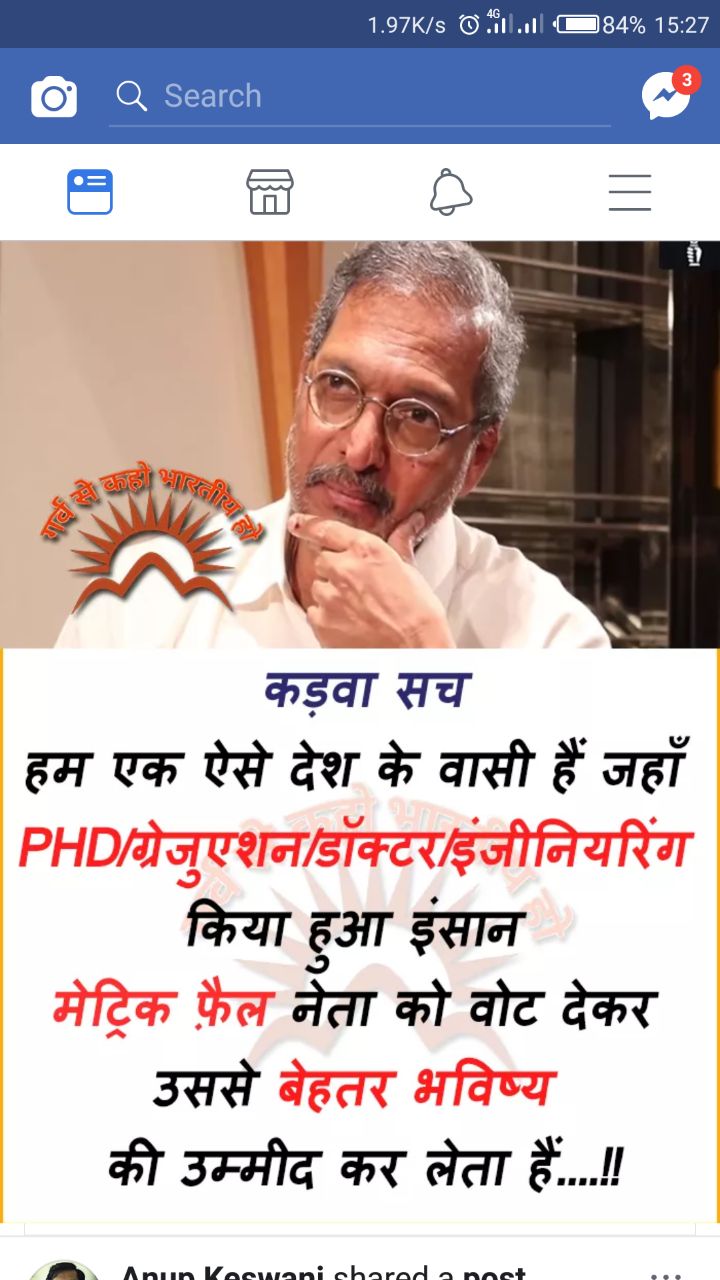 1.97K/s 4G 84% 15:27
Search
3
गर्व से कहो भारतीय हो
कड़वा सच
हम एक ऐसे देश के वासी हैं जहाँ
PHD/ग्रेजुएशन/डॉक्टर/इंजीनियरिंग
किया हुआ इंसान
मेट्रिक फ़ैल नेता को वोट देकर
उससे बेहतर भविष्य
की उम्मीद कर लेता हैं....!!
Anup Keswani shared a post